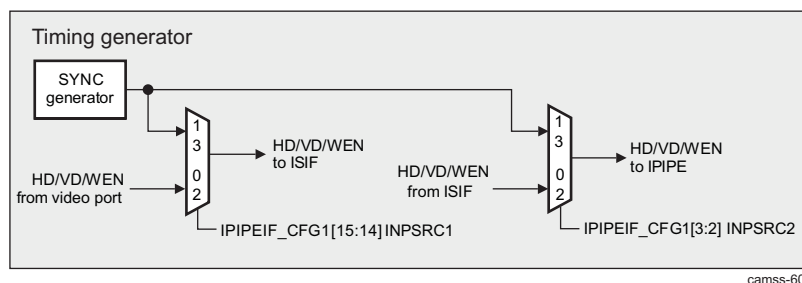 Timing generator
SYNC
generator
1
3
0
2
HD/VD/WEN
to ISIF
HD/VD/WEN
from video port
IPIPEIF_CFG1[15:14] INPSRC1
1
3
0
2
HD/VD/WEN
to IPIPE
HD/VD/WEN
from ISIF
IPIPEIF_CFG1[3:2] INPSRC2